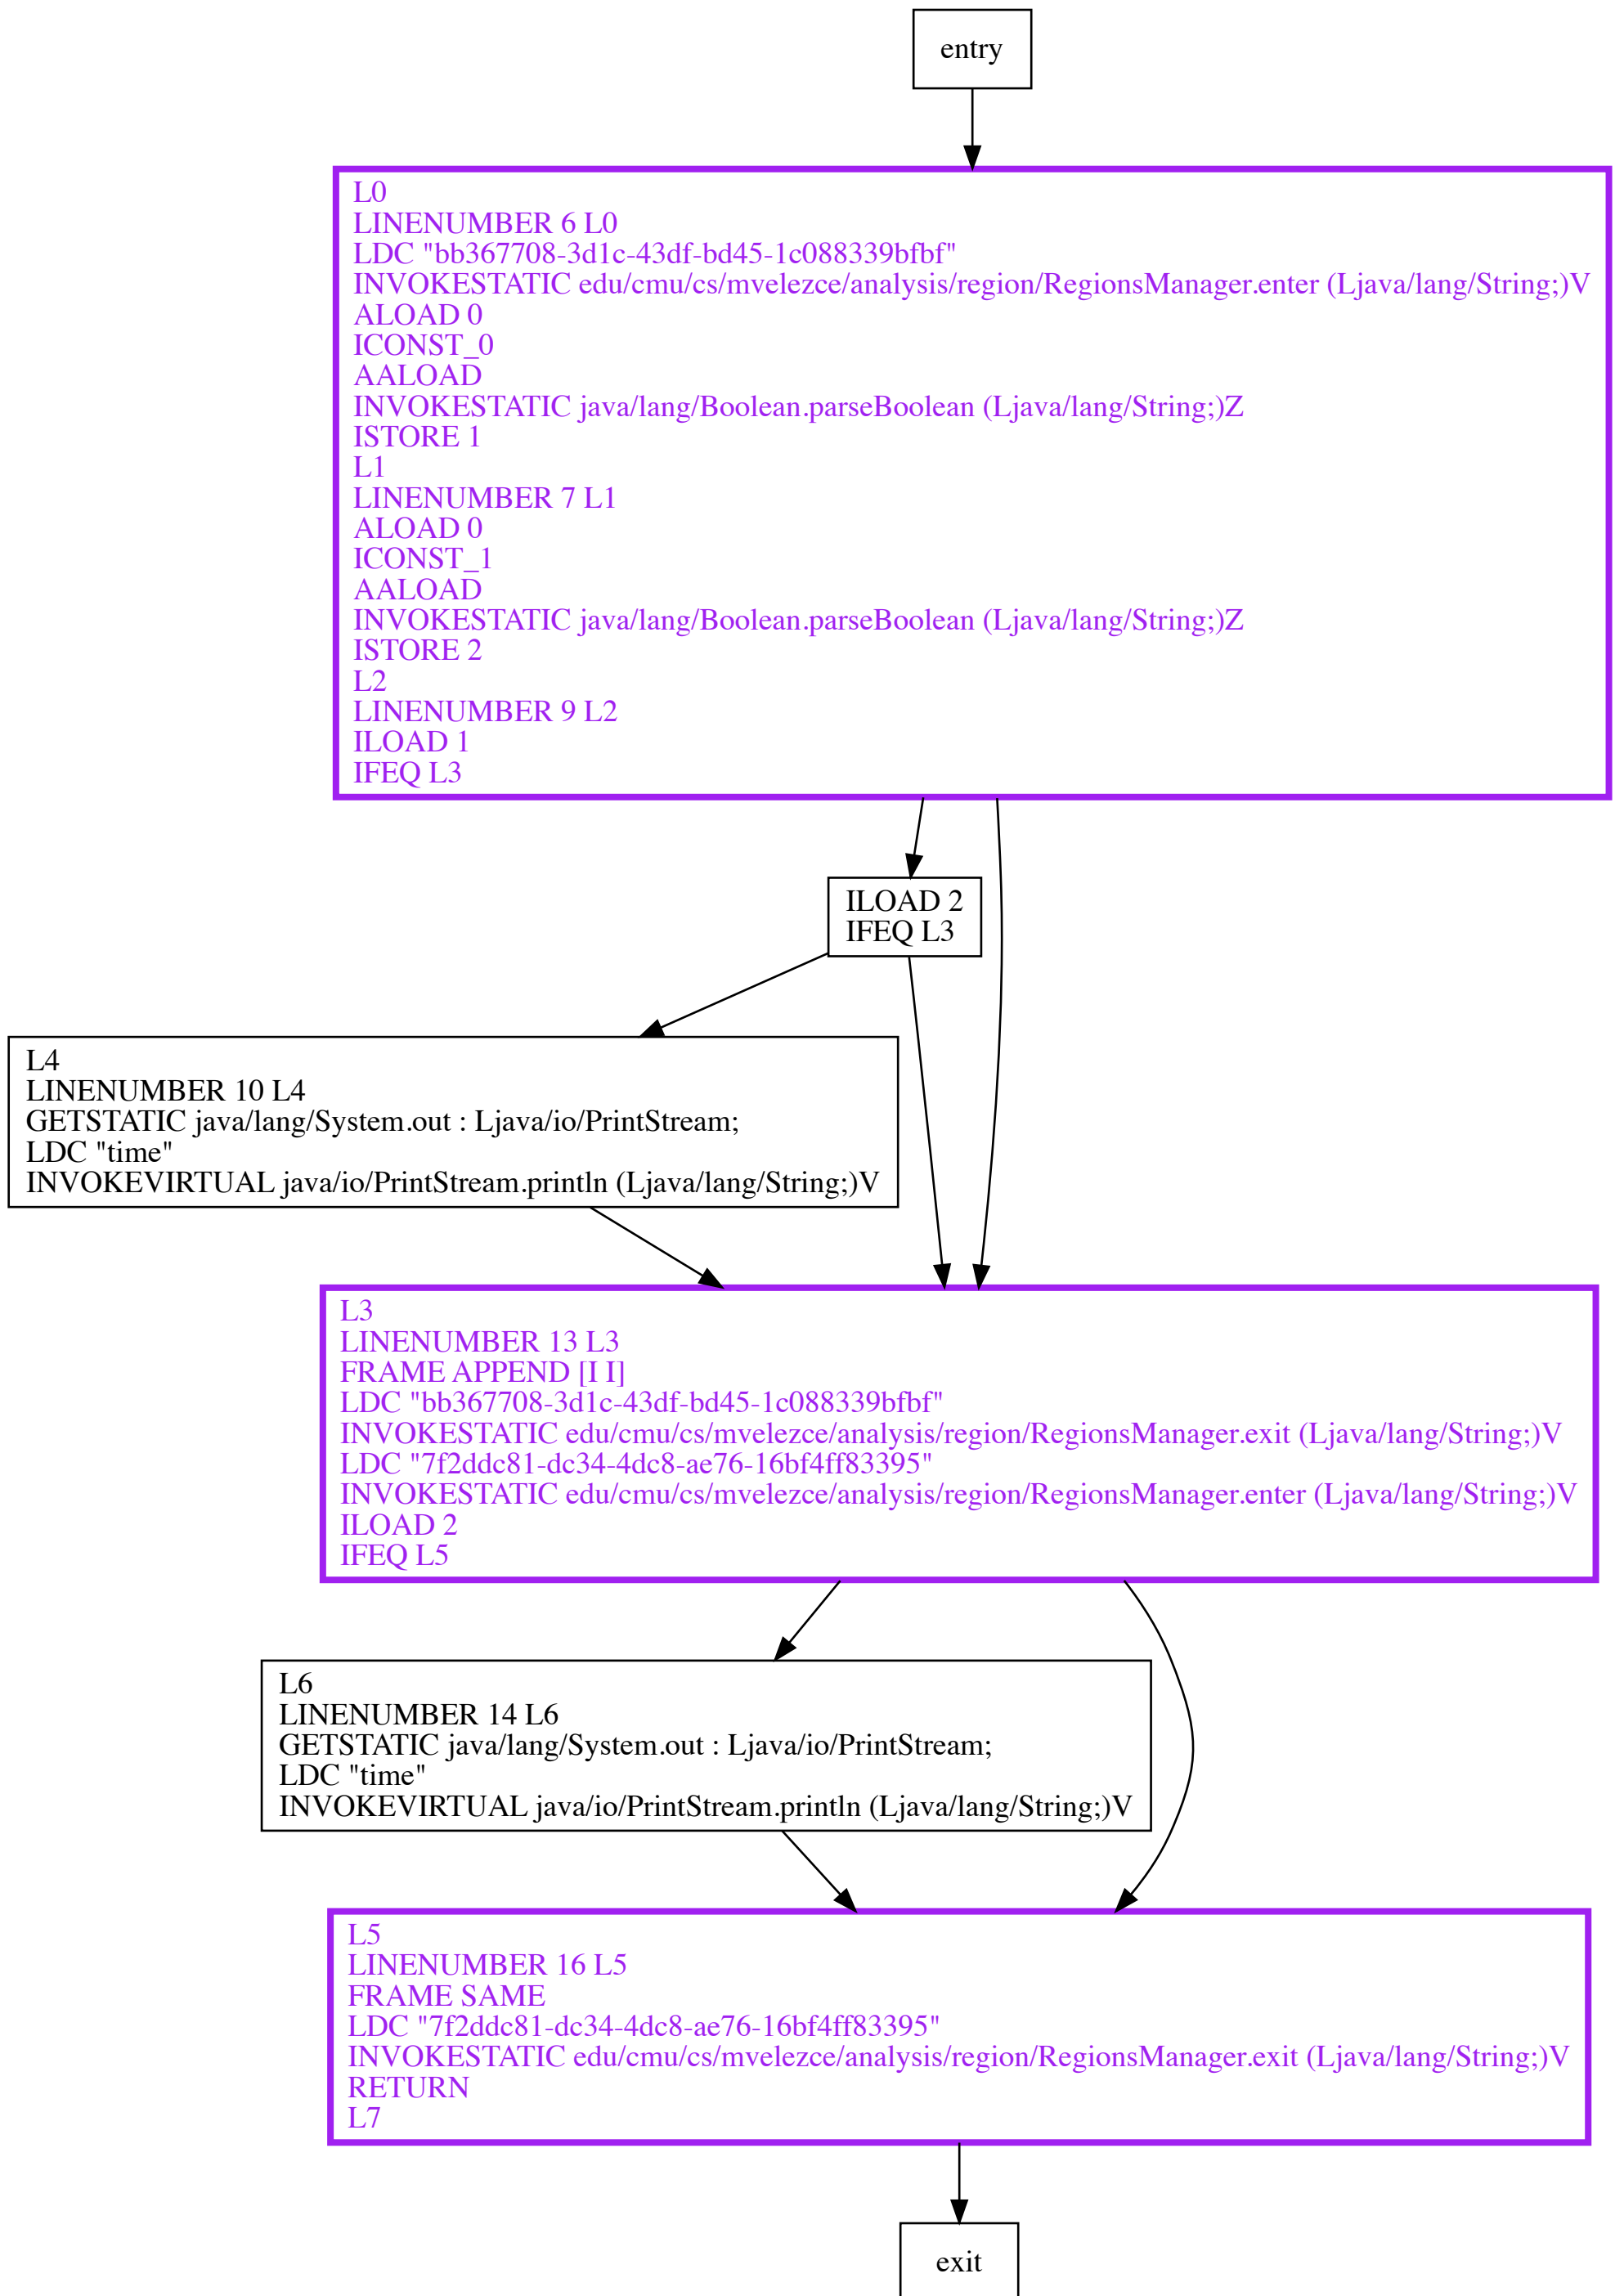 entry
L0
LINENUMBER 6 L0
LDC "bb367708-3d1c-43df-bd45-1c088339bfbf"
INVOKESTATIC edu/cmu/cs/mvelezce/analysis/region/RegionsManager.enter (Ljava/lang/String;)V
ALOAD 0
ICONST_0
AALOAD
INVOKESTATIC java/lang/Boolean.parseBoolean (Ljava/lang/String;)Z
ISTORE 1
L1
LINENUMBER 7 L1
ALOAD 0
ICONST_1
AALOAD
INVOKESTATIC java/lang/Boolean.parseBoolean (Ljava/lang/String;)Z
ISTORE 2
L2
LINENUMBER 9 L2
ILOAD 1
IFEQ L3
ILOAD 2
IFEQ L3
L4
LINENUMBER 10 L4
GETSTATIC java/lang/System.out : Ljava/io/PrintStream;
LDC "time"
INVOKEVIRTUAL java/io/PrintStream.println (Ljava/lang/String;)V
L3
LINENUMBER 13 L3
FRAME APPEND [I I]
LDC "bb367708-3d1c-43df-bd45-1c088339bfbf"
INVOKESTATIC edu/cmu/cs/mvelezce/analysis/region/RegionsManager.exit (Ljava/lang/String;)V
LDC "7f2ddc81-dc34-4dc8-ae76-16bf4ff83395"
INVOKESTATIC edu/cmu/cs/mvelezce/analysis/region/RegionsManager.enter (Ljava/lang/String;)V
ILOAD 2
IFEQ L5
L6
LINENUMBER 14 L6
GETSTATIC java/lang/System.out : Ljava/io/PrintStream;
LDC "time"
INVOKEVIRTUAL java/io/PrintStream.println (Ljava/lang/String;)V
L5
LINENUMBER 16 L5
FRAME SAME
LDC "7f2ddc81-dc34-4dc8-ae76-16bf4ff83395"
INVOKESTATIC edu/cmu/cs/mvelezce/analysis/region/RegionsManager.exit (Ljava/lang/String;)V
RETURN
L7
exit